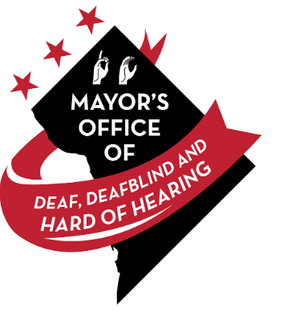 MAYOR'S
OFFICE
OF
DEAF, DEAFBLIND AND
HARD OF HEARING